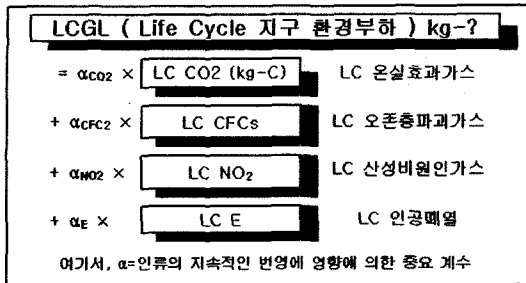 LCGL ( Life Cycle 지구 환경부하 ) kg-?
= αCO2 × LC CO2 (kg-C) LC 온실효과가스
+ αCFC2 × LC CFCs LC 오존층파괴가스
+ αNO2 × LC NO₂ LC 산성비원인가스
+ αE × LC E LC 인공폐열
여기서, α=인류의 지속적인 번영에 영향에 의한 중요 계수